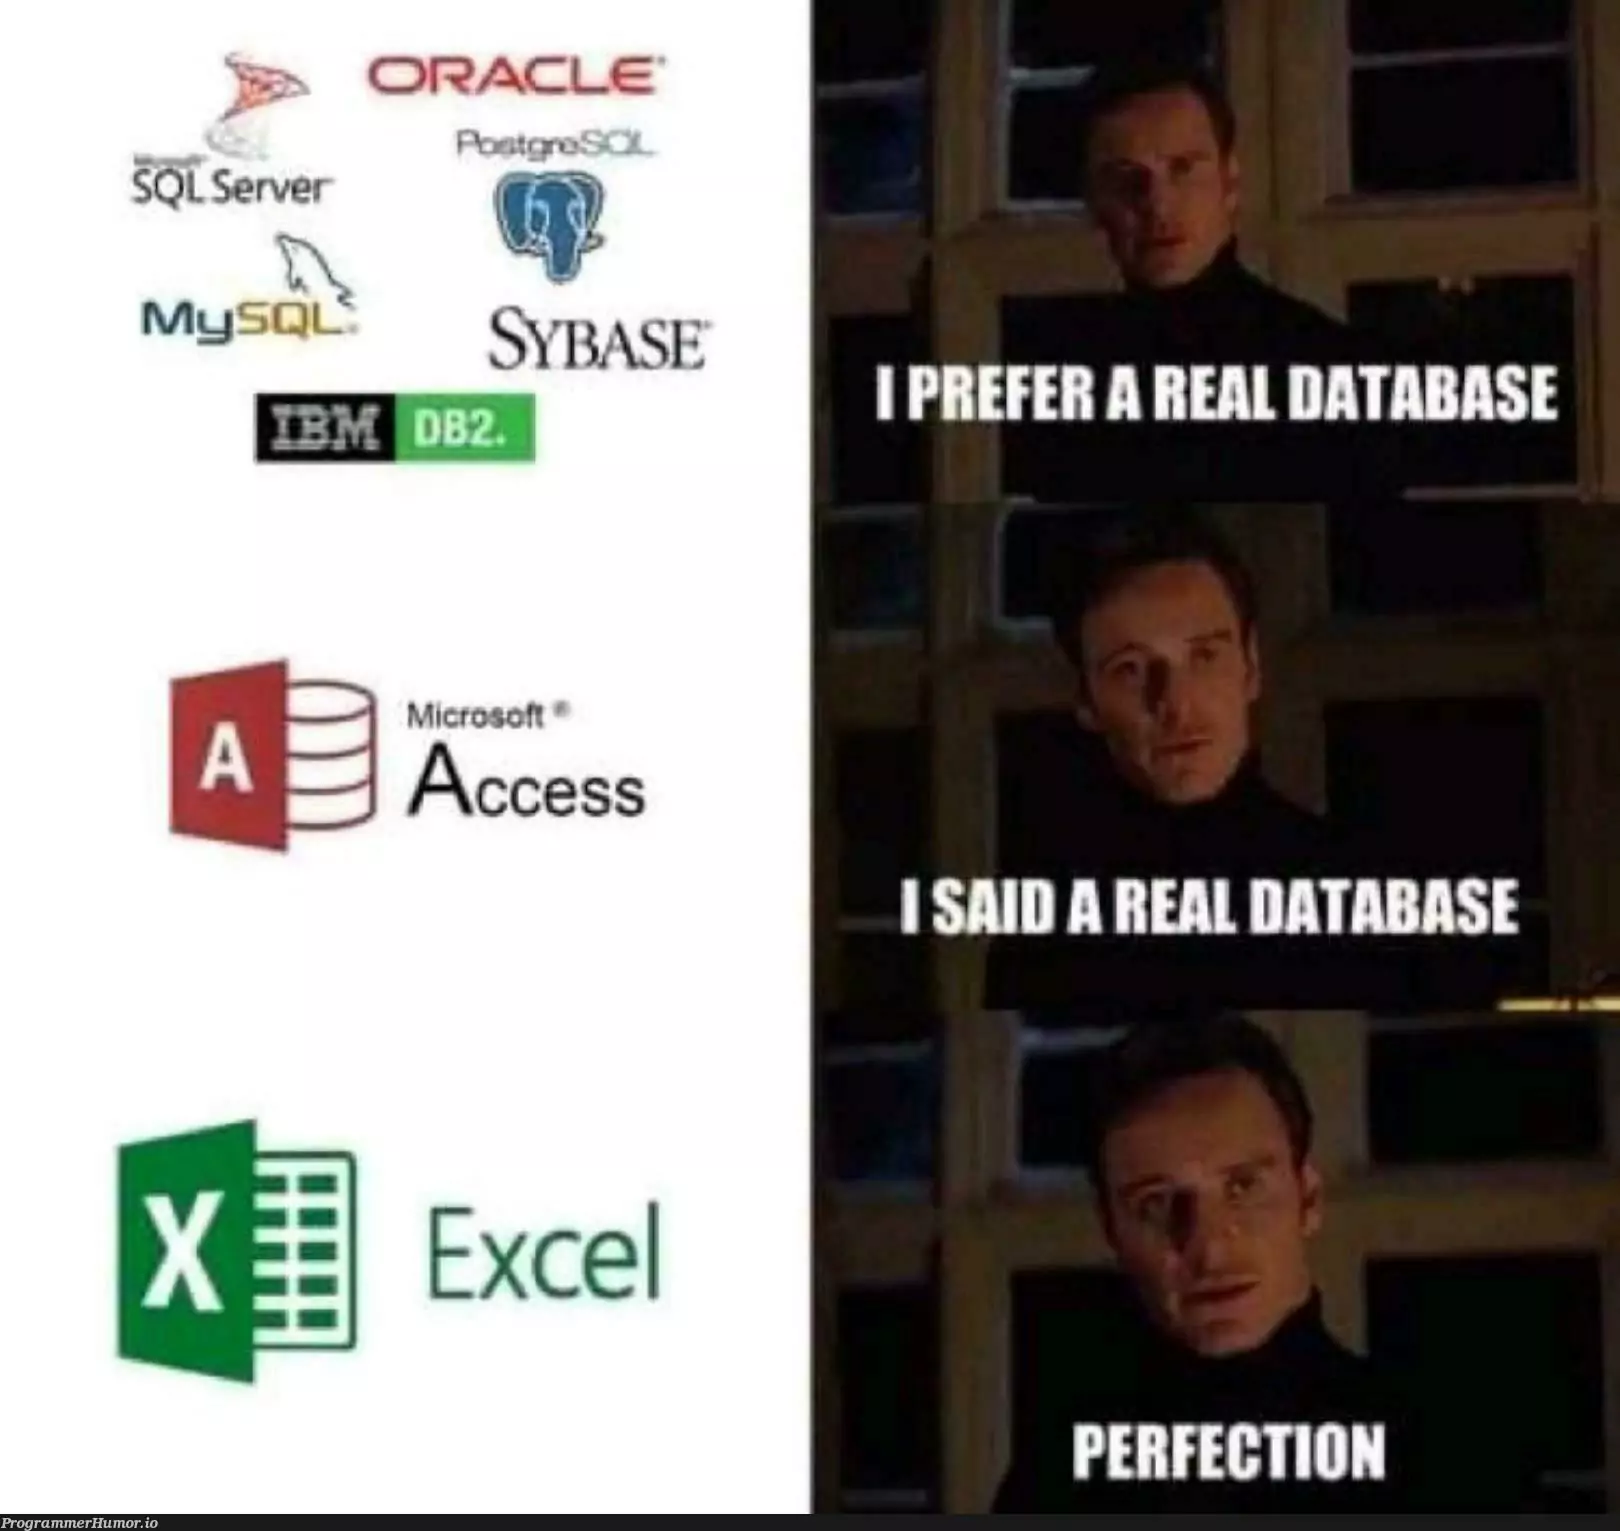 ORACLE
PostgreSQL
Microsoft
SQL Server
MySQL
SYBASE
IBM DB2.
I PREFER A REAL DATABASE
A Microsoft ®
Access
I SAID A REAL DATABASE
X Excel
PERFECTION
ProgrammerHumor.io